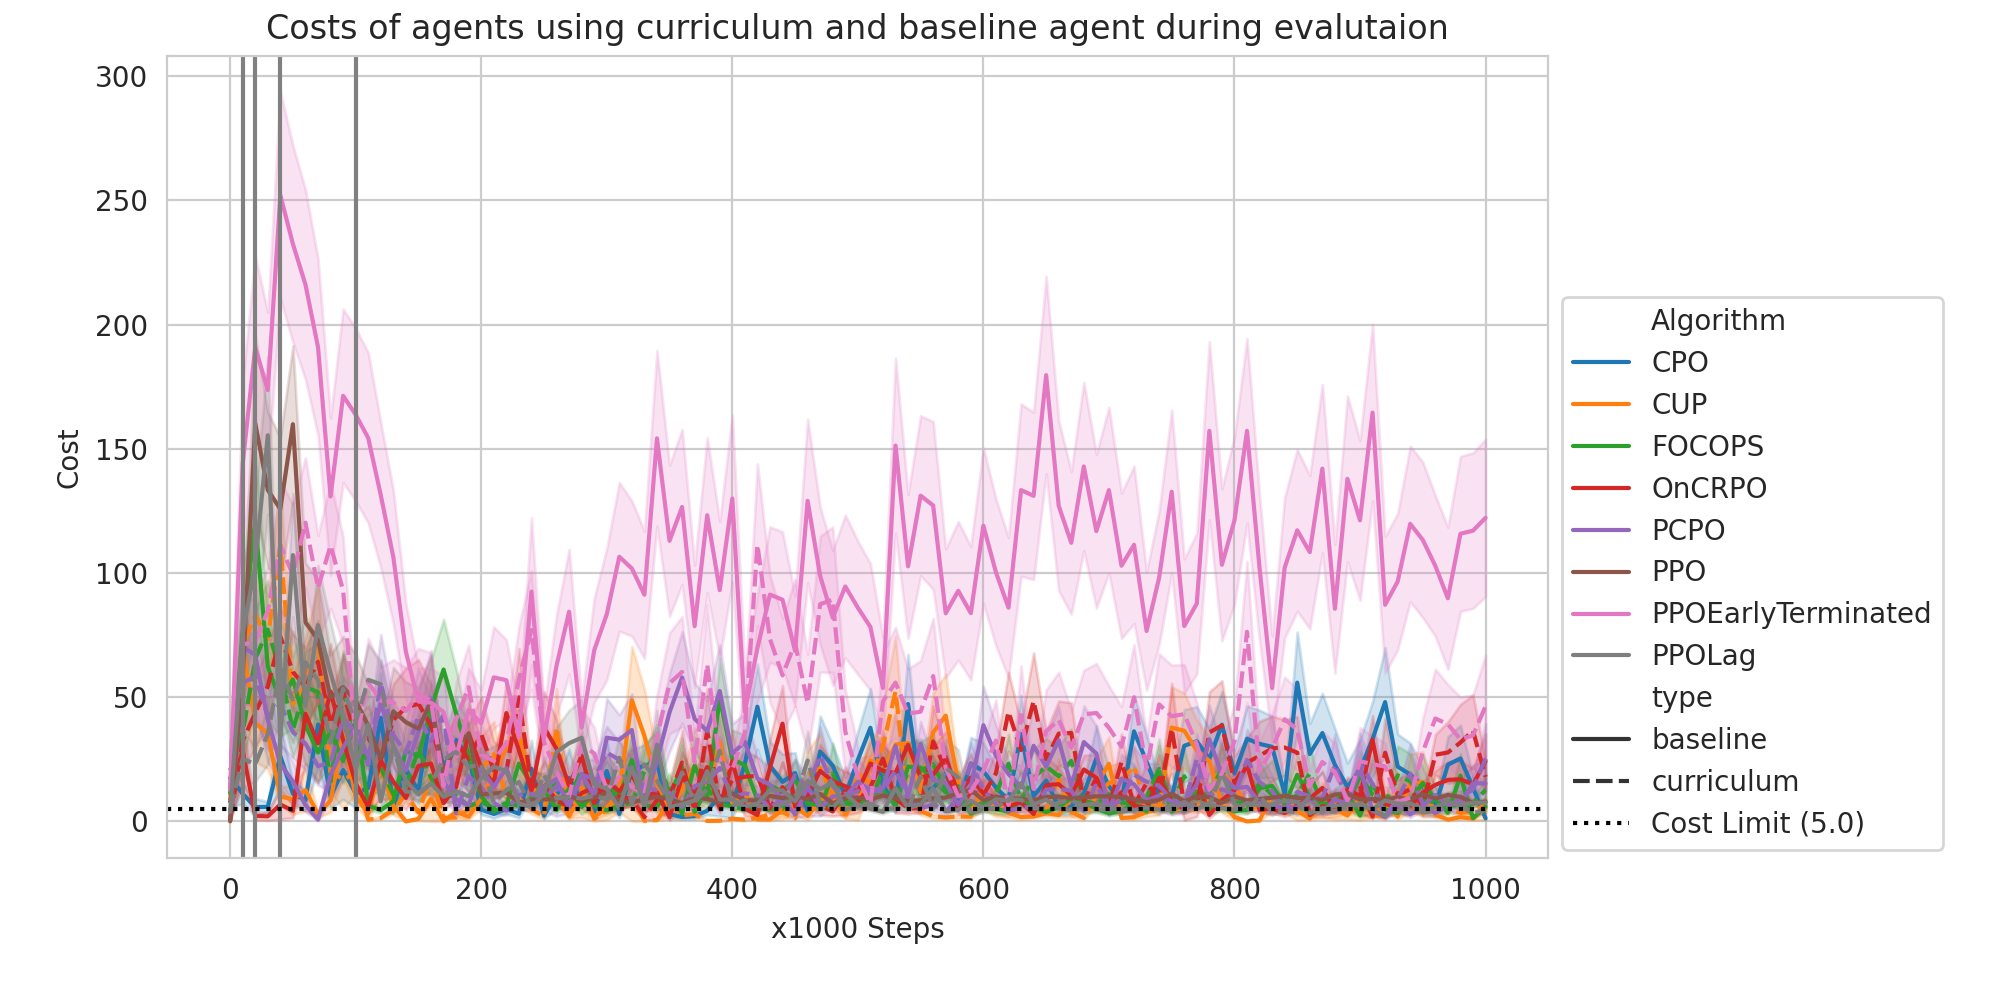 Costs of agents using curriculum and baseline agent during evalutaion
300
250
200
150
100
50
0
Cost
0 200 400 600 800 1000
x1000 Steps
Algorithm
CPO
CUP
FOCOPS
OnCRPO
PCPO
PPO
PPOEarlyTerminated
PPOLag
type
baseline
curriculum
Cost Limit (5.0)